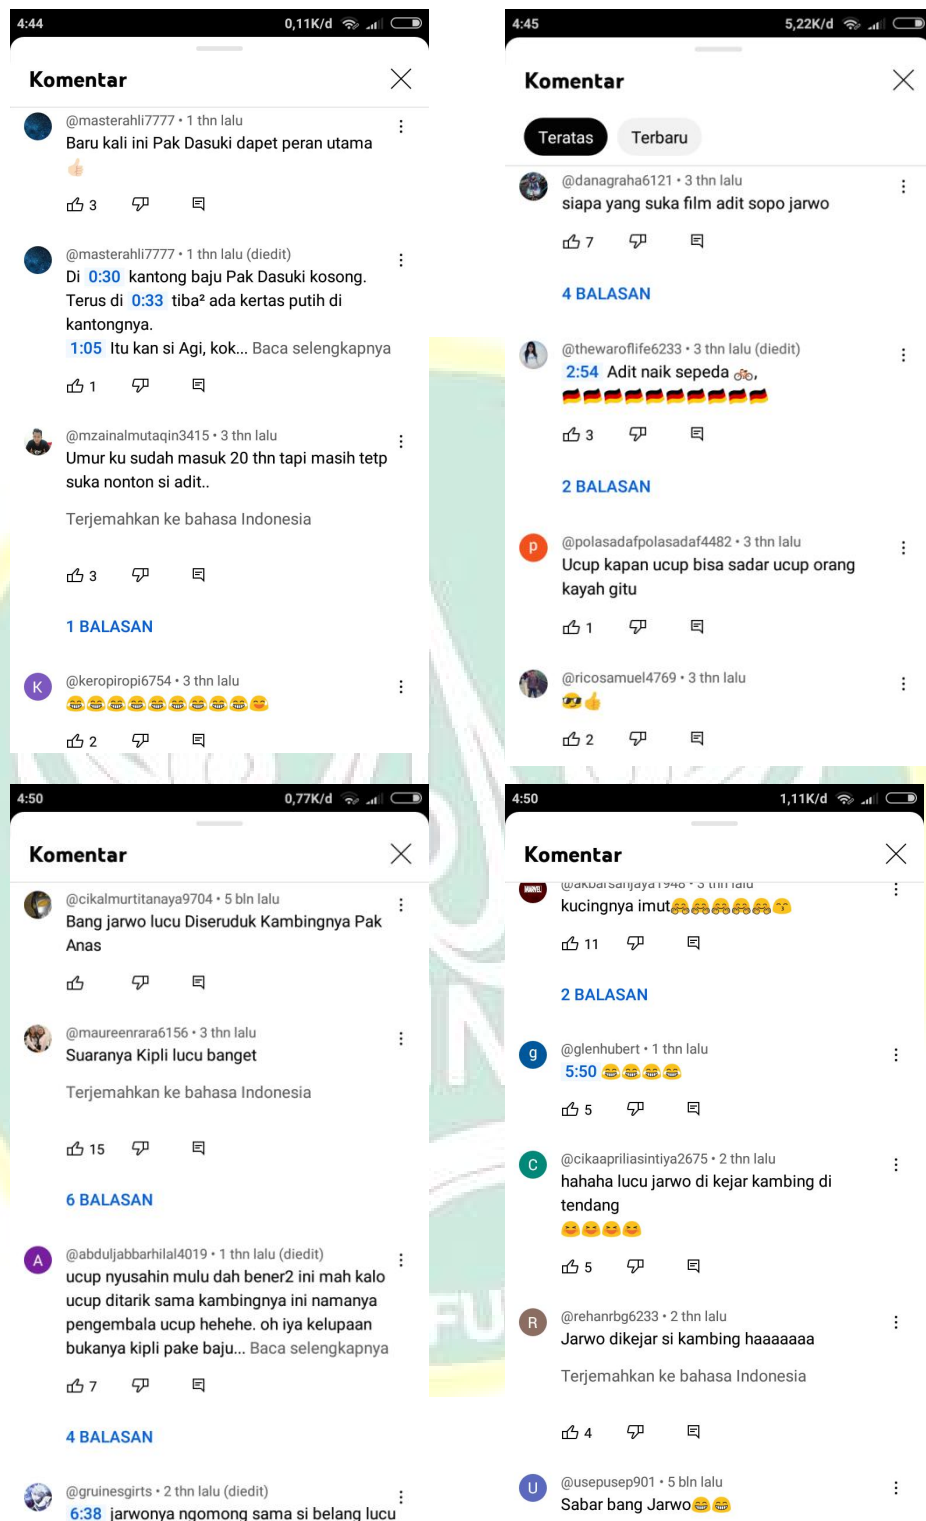 4:44 0,11K/d
Komentar
@masterahli7777 • 1 thn lalu
Baru kali ini Pak Dasuki dapet peran utama
👍🏻
3
@masterahli7777 • 1 thn lalu (diedit)
Di 0:30 kantong baju Pak Dasuki kosong.
Terus di 0:33 tiba² ada kertas putih di
kantongnya.
1:05 Itu kan si Agi, kok... Baca selengkapnya
1
@mzainalmutaqin3415 • 3 thn lalu
Umur ku sudah masuk 20 thn tapi masih tetp
suka nonton si adit..
Terjemahkan ke bahasa Indonesia
3
1 BALASAN
K
@keropiropi6754 • 3 thn lalu
😂😂😂😂😂😂😂😂😂😅
2
4:45 5,22K/d
Komentar
Teratas Terbaru
@danagraha6121 • 3 thn lalu
siapa yang suka film adit sopo jarwo
7
4 BALASAN
@thewaroflife6233 • 3 thn lalu (diedit)
2:54 Adit naik sepeda 🚲,
🇩🇪🇩🇪🇩🇪🇩🇪🇩🇪🇩🇪🇩🇪🇩🇪🇩🇪🇩🇪
3
2 BALASAN
p
@polasadafpolasadaf4482 • 3 thn lalu
Ucup kapan ucup bisa sadar ucup orang
kayah gitu
1
@ricosamuel4769 • 3 thn lalu
😎👍
2
4:50 0,77K/d
Komentar
@cikalmurtitanaya9704 • 5 bln lalu
Bang jarwo lucu Diseruduk Kambingnya Pak
Anas
@maureenrara6156 • 3 thn lalu
Suaranya Kipli lucu banget
Terjemahkan ke bahasa Indonesia
15
6 BALASAN
A
@abduljabbarhilal4019 • 1 thn lalu (diedit)
ucup nyusahin mulu dah bener2 ini mah kalo
ucup ditarik sama kambingnya ini namanya
pengembala ucup hehehe. oh iya kelupaan
bukanya kipli pake baju... Baca selengkapnya
7
4 BALASAN
@gruinesgirts • 2 thn lalu (diedit)
6:38 jarwonya ngomong sama si belang lucu
4:50 1,11K/d
Komentar
MARVEL
@akbarsanjaya1948 • 3 thn lalu
kucingnya imut🤗🤗🤗🤗🤗😙
11
2 BALASAN
g
@glenhubert • 1 thn lalu
5:50 😂😂😂😂
5
C
@cikaapriliasintiya2675 • 2 thn lalu
hahaha lucu jarwo di kejar kambing di
tendang
😆😆😆😆
5
R
@rehanrbg6233 • 2 thn lalu
Jarwo dikejar si kambing haaaaaaa
Terjemahkan ke bahasa Indonesia
4
U
@usepusep901 • 5 bln lalu
Sabar bang Jarwo😂😂
FU